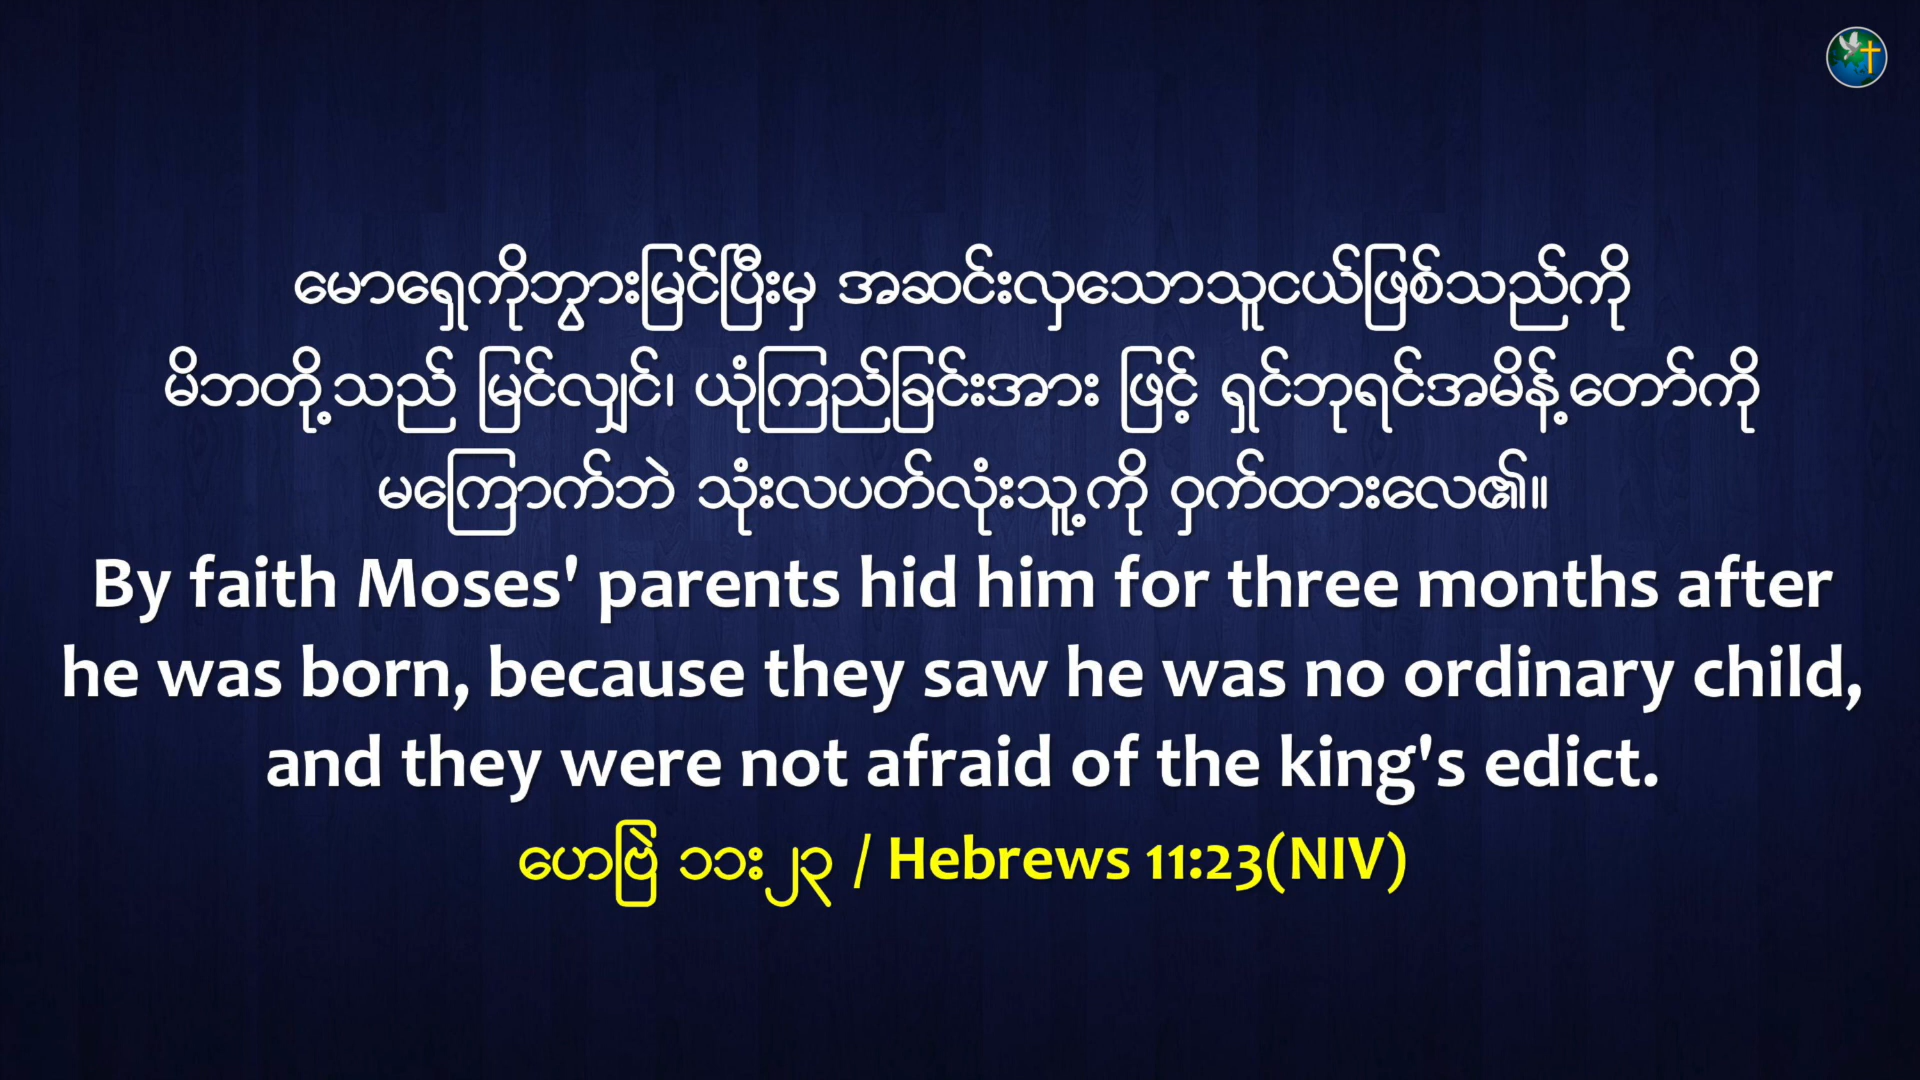 မောရှေကိုဘွားမြင်ပြီးမှ အဆင်းလှသောသူငယ်ဖြစ်သည်ကို
မိဘတို့သည် မြင်လျှင်၊ ယုံကြည်ခြင်းအား ဖြင့် ရှင်ဘုရင်အမိန့်တော်ကို
မကြောက်ဘဲ သုံးလပတ်လုံးသူ့ကို ဝှက်ထားလေ၏။
By faith Moses' parents hid him for three months after
he was born, because they saw he was no ordinary child,
and they were not afraid of the king's edict.
ဟေဗြဲ ၁၁း၂၃ / Hebrews 11:23(NIV)